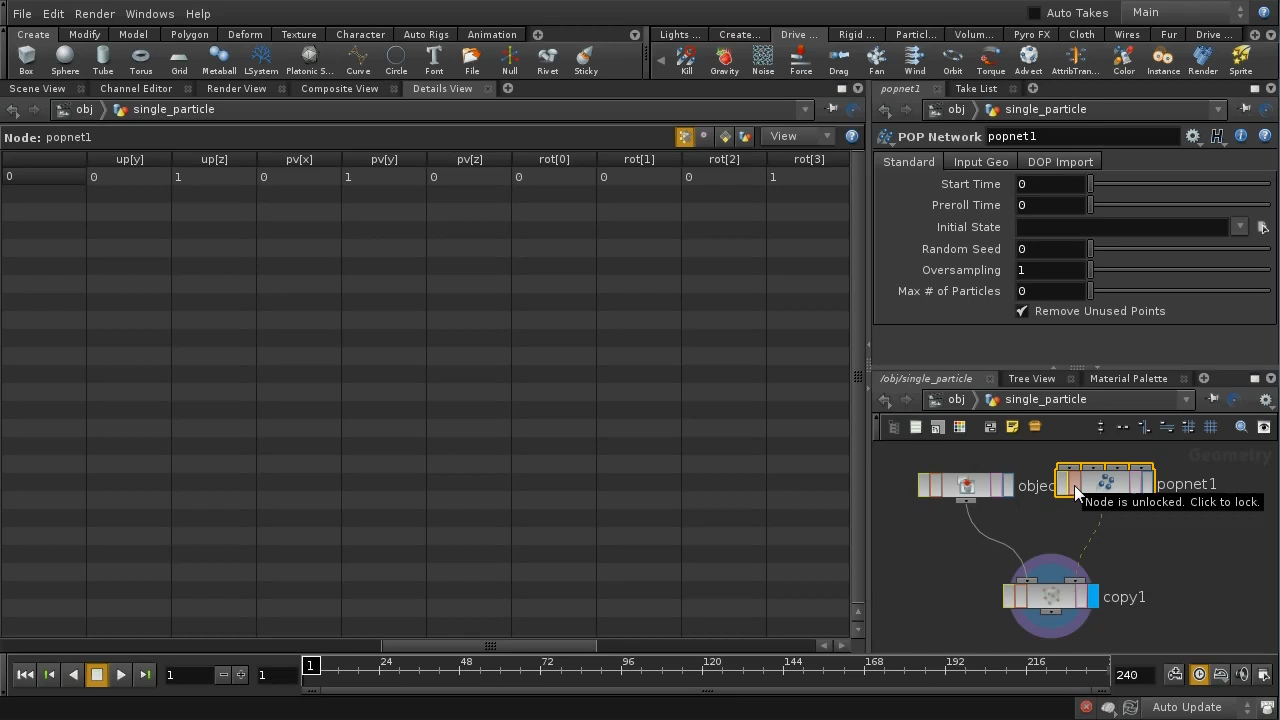 File Edit Render Windows Help Auto Takes Main
Create Modify Model Polygon Deform Texture Character Auto Rigs Animation Lights ... Create... Drive ... Rigid ... Particl... Volum... Pyro FX Cloth Wires Fur Drive ...
Box Sphere Tube Torus Grid Metaball LSystem Platonic S... Curve Circle Font File Null Rivet Sticky Kill Gravity Noise Force Drag Fan Wind Orbit Torque Advect AttribTran... Color Instance Render Sprite
Scene View Channel Editor Render View Composite View Details View popnet1 Take List
obj single_particle obj single_particle
Node: popnet1 View POP Network popnet1
up[y] up[z] pv[x] pv[y] pv[z] rot[0] rot[1] rot[2] rot[3]
0 0 1 0 1 0 0 0 0 1
Standard Input Geo DOP Import
Start Time 0
Preroll Time 0
Initial State
Random Seed 0
Oversampling 1
Max # of Particles 0
Remove Unused Points
/obj/single_particle Tree View Material Palette
obj single_particle
Geometry
objec popnet1
Node is unlocked. Click to lock.
copy1
1 1 1 24 48 72 96 120 144 168 192 216 240
Auto Update